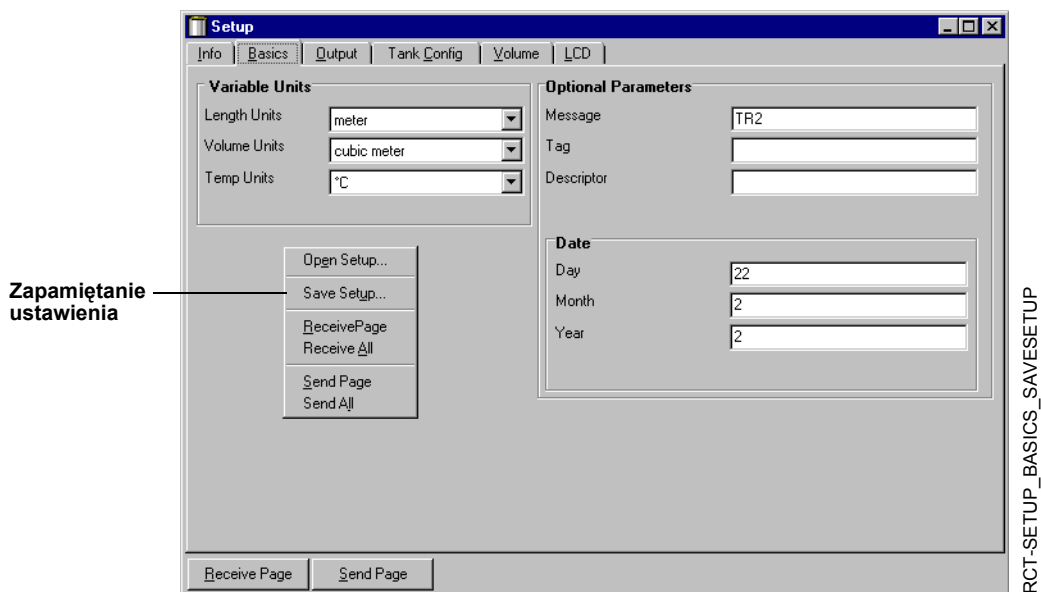 Setup
Info Basics Output Tank Config Volume LCD
Variable Units
Length Units meter
Volume Units cubic meter
Temp Units °C
Optional Parameters
Message TR2
Tag
Descriptor
Date
Day 22
Month 2
Year 2
Open Setup...
Save Setup...
ReceivePage
Receive All
Send Page
Send All
Zapamiętanie
ustawienia
Receive Page Send Page
RCT-SETUP_BASICS_SAVESETUP